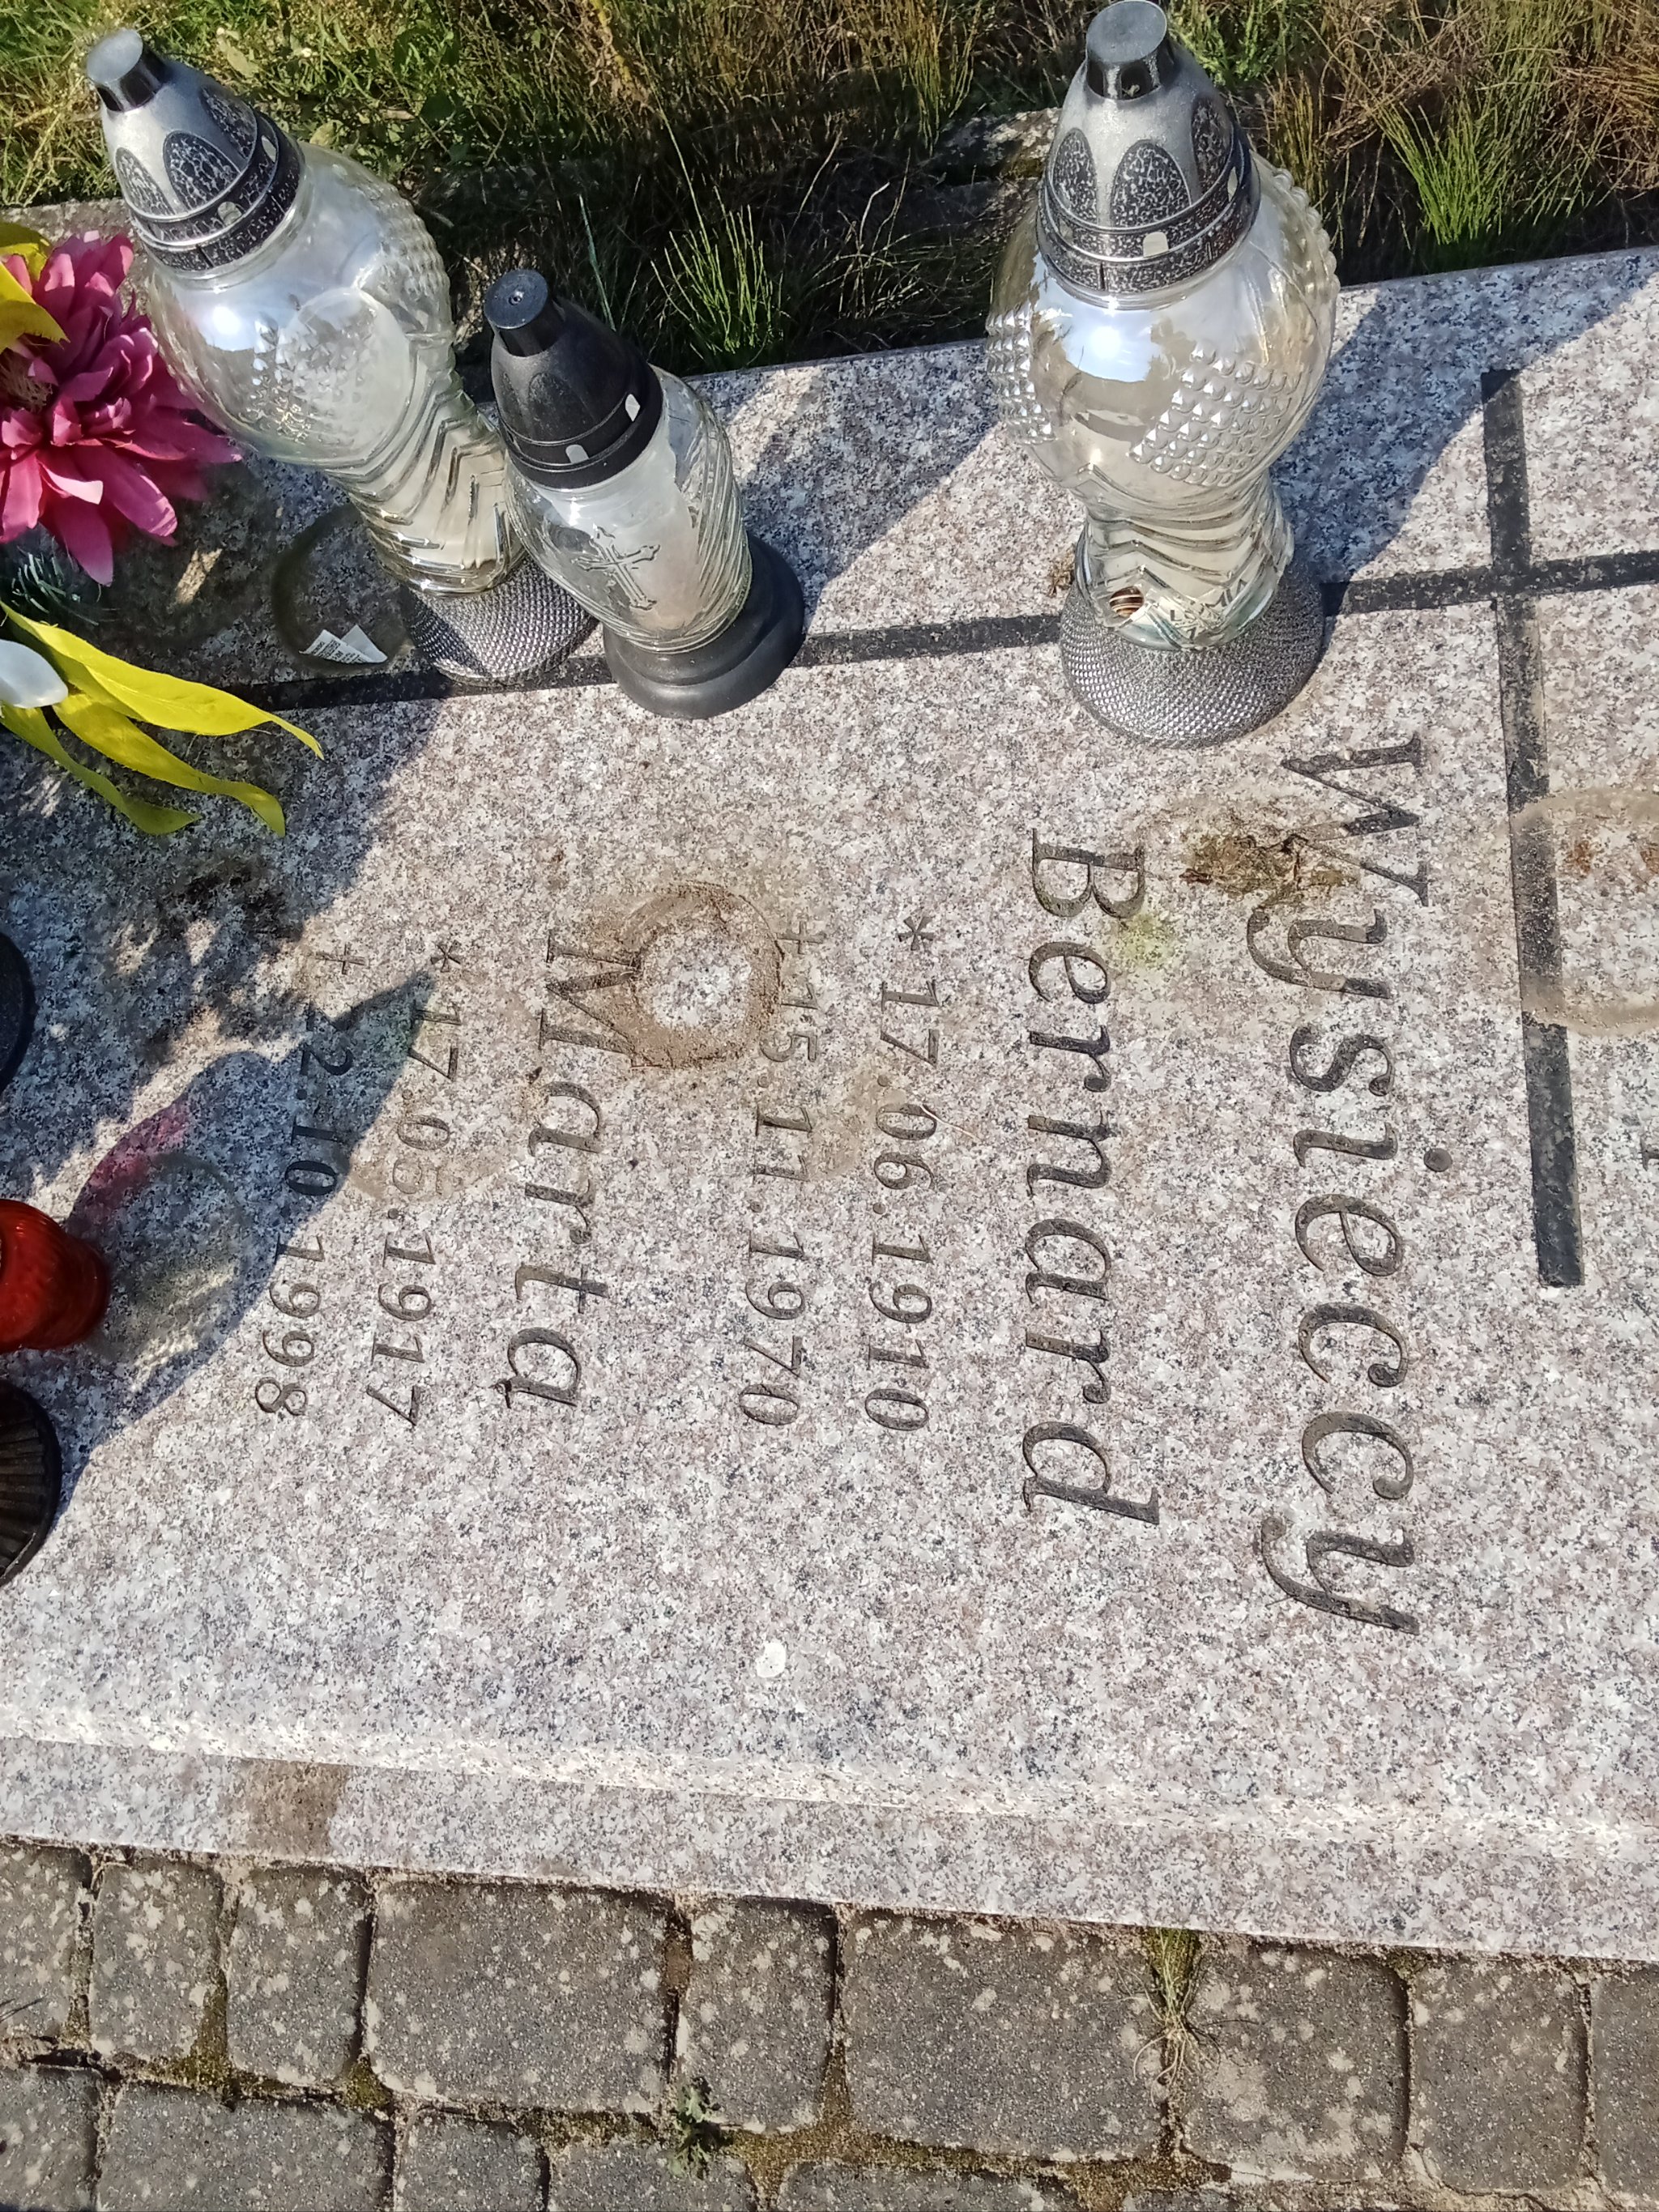 Wysieccy
Bernard
* 17.06.1910
+ 15.11.1970
Marta
* 17.05.1917
+ 2.10.1998